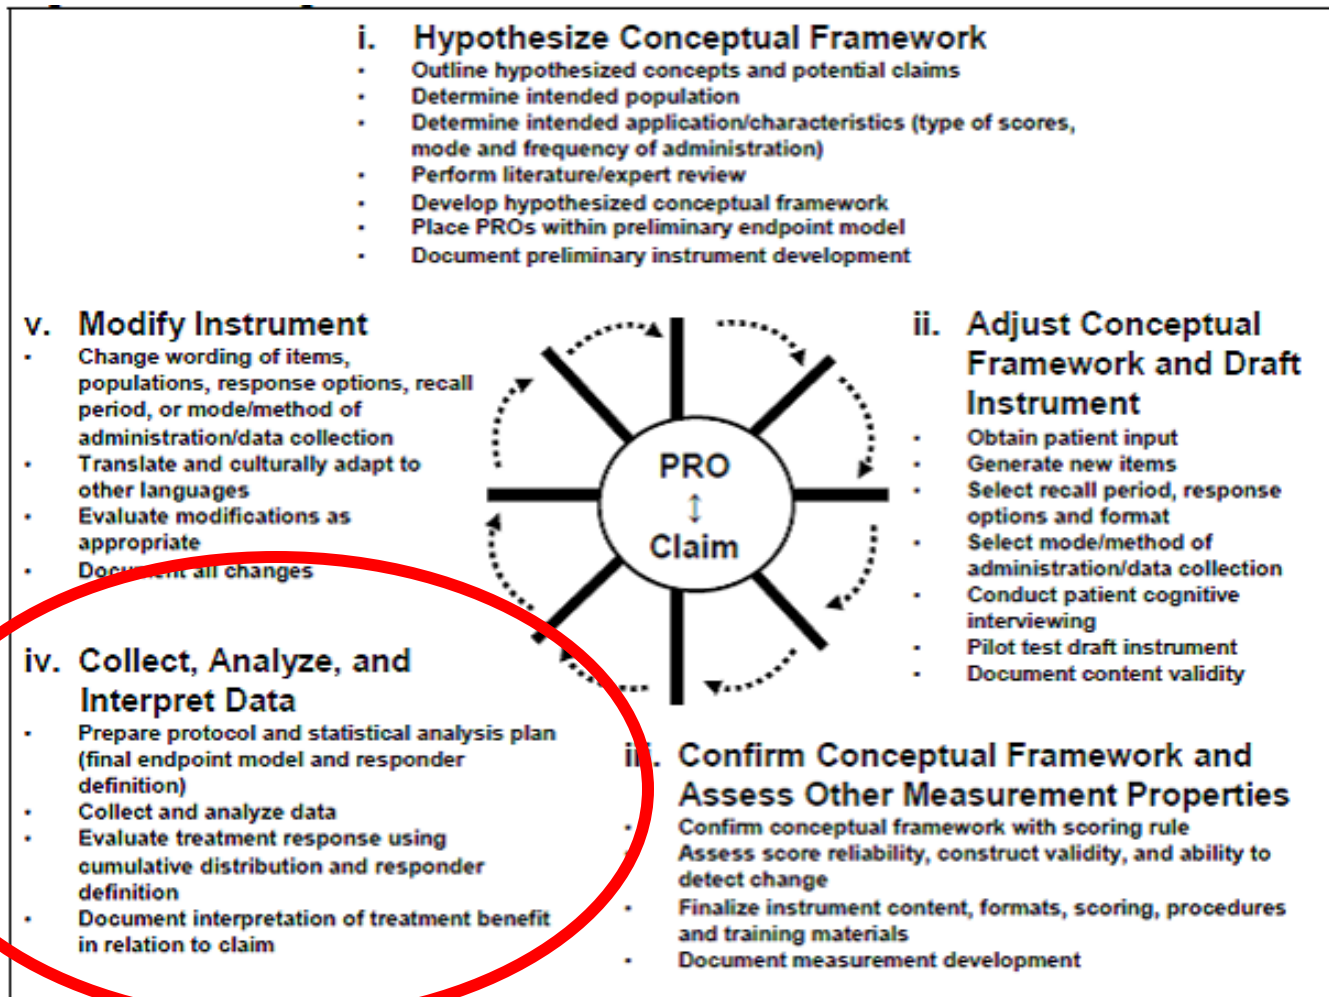 i. Hypothesize Conceptual Framework
· Outline hypothesized concepts and potential claims
· Determine intended population
· Determine intended application/characteristics (type of scores,
mode and frequency of administration)
· Perform literature/expert review
· Develop hypothesized conceptual framework
· Place PROs within preliminary endpoint model
· Document preliminary instrument development
ii. Adjust Conceptual
Framework and Draft
Instrument
· Obtain patient input
· Generate new items
· Select recall period, response
options and format
· Select mode/method of
administration/data collection
· Conduct patient cognitive
interviewing
· Pilot test draft instrument
· Document content validity
PRO
↕
Claim
iii. Confirm Conceptual Framework and
Assess Other Measurement Properties
· Confirm conceptual framework with scoring rule
· Assess score reliability, construct validity, and ability to
detect change
· Finalize instrument content, formats, scoring, procedures
and training materials
· Document measurement development
iv. Collect, Analyze, and
Interpret Data
· Prepare protocol and statistical analysis plan
(final endpoint model and responder
definition)
· Collect and analyze data
· Evaluate treatment response using
cumulative distribution and responder
definition
· Document interpretation of treatment benefit
in relation to claim
v. Modify Instrument
· Change wording of items,
populations, response options, recall
period, or mode/method of
administration/data collection
· Translate and culturally adapt to
other languages
· Evaluate modifications as
appropriate
· Document all changes